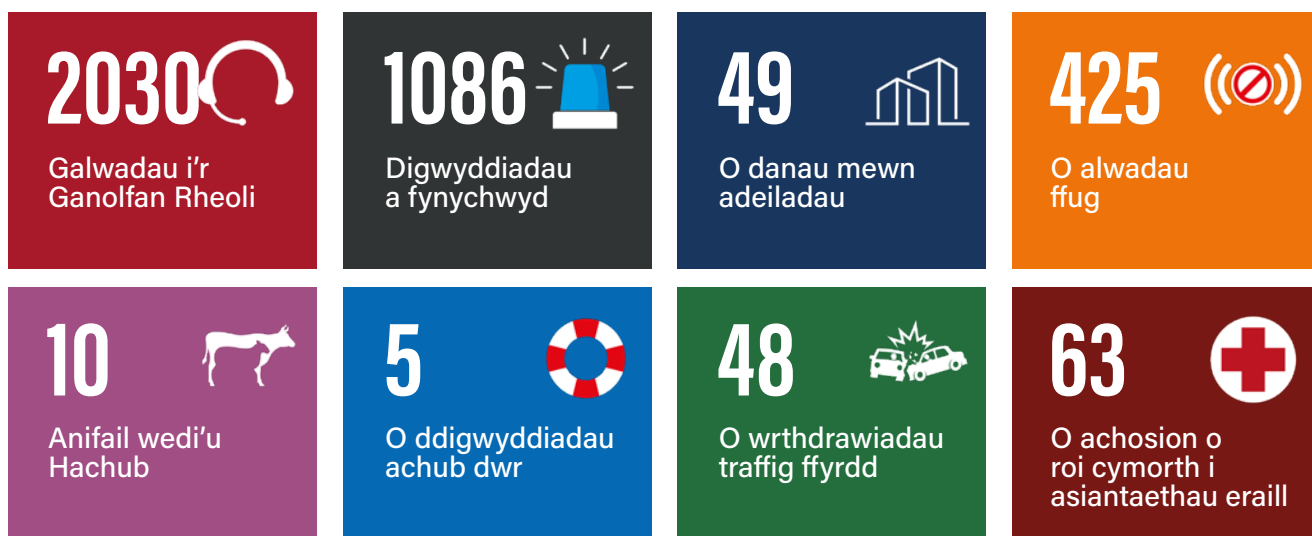 2030
Galwadau i'r
Ganolfan Rheoli
1086
Digwyddiadau
a fynychwyd
49
O danau mewn
adeiladau
425
O alwadau
ffug
10
Anifail wedi'u
Hachub
5
O ddigwyddiadau
achub dwr
48
O wrthdrawiadau
traffig ffyrdd
63
O achosion o
roi cymorth i
asiantaethau eraill